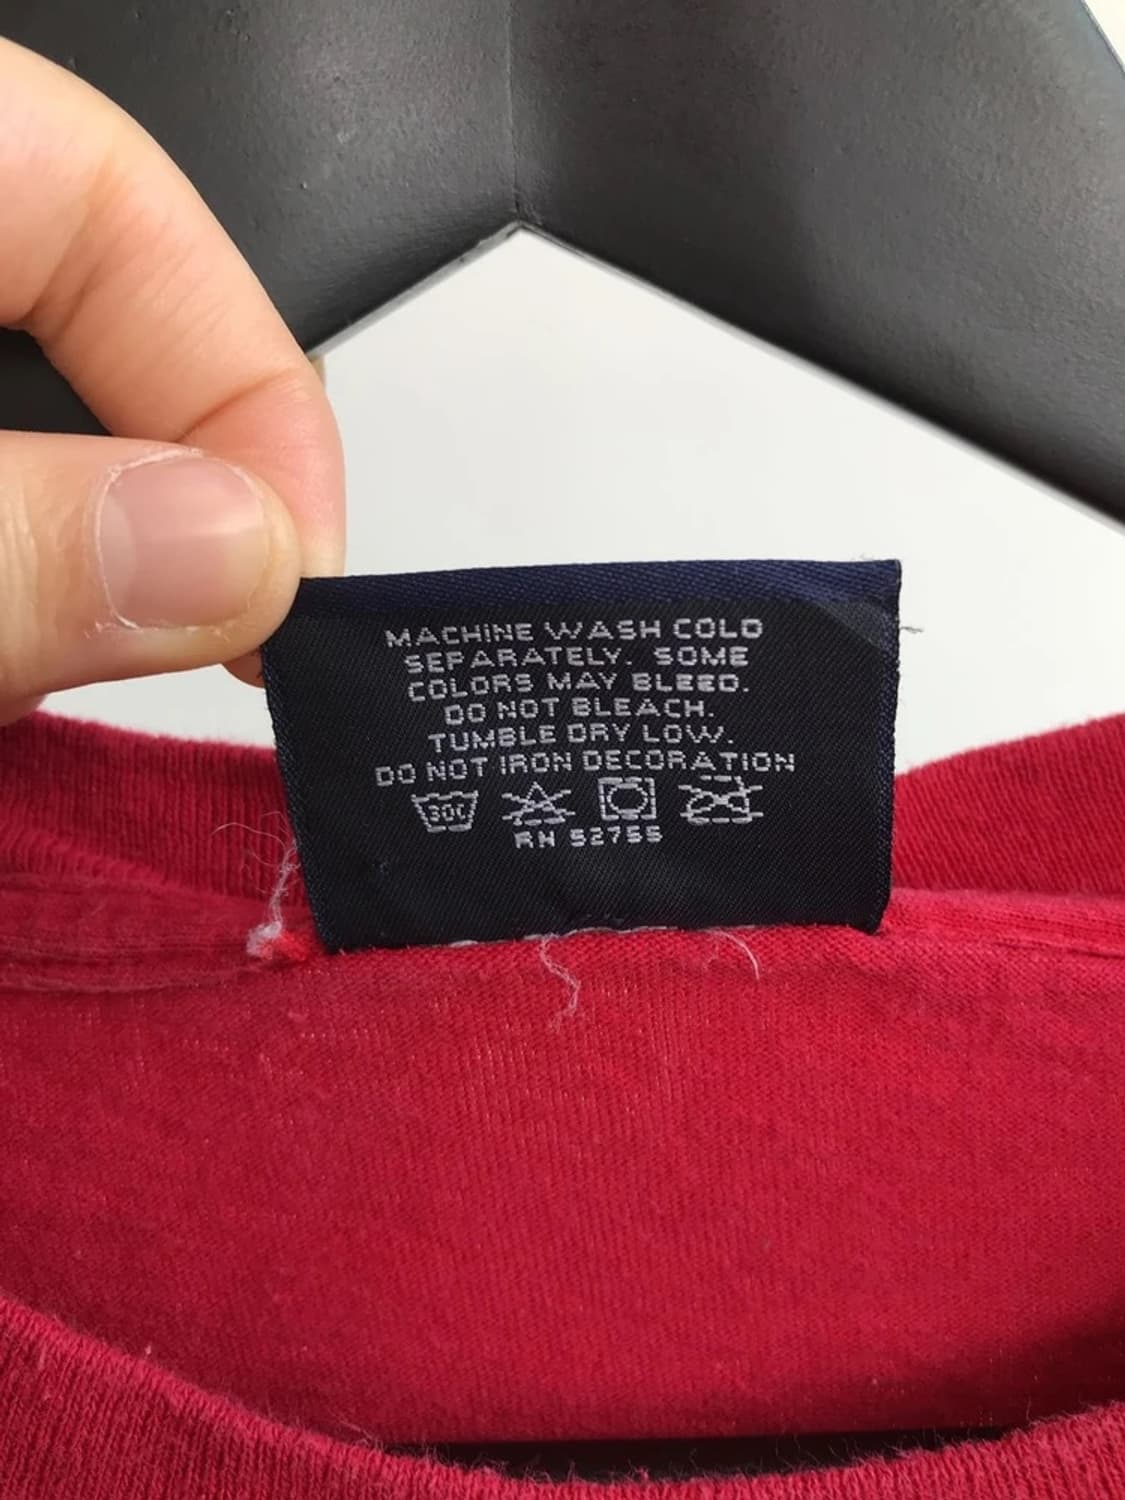 MACHINE WASH COLD
SEPARATELY. SOME
COLORS MAY BLEED.
DO NOT BLEACH.
TUMBLE DRY LOW.
DO NOT IRON DECORATION
30C
RN 52755